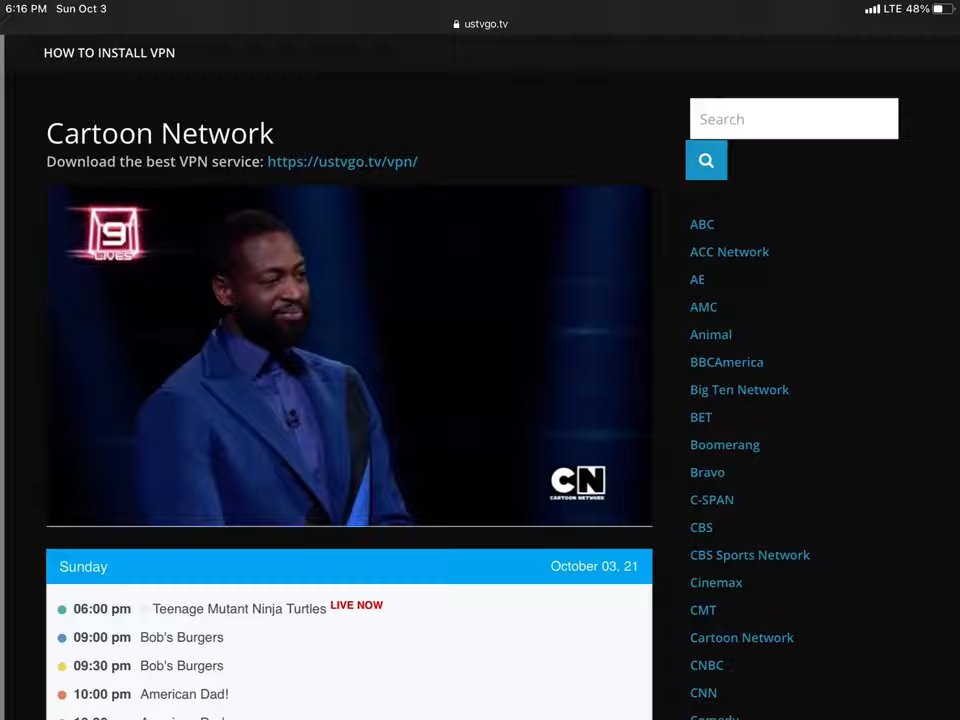 6:16 PM Sun Oct 3
LTE 48%
ustvgo.tv
HOW TO INSTALL VPN
Cartoon Network
Download the best VPN service: https://ustvgo.tv/vpn/
9
LIVES
CN
CARTOON NETWORK
Sunday October 03, 21
06:00 pm Teenage Mutant Ninja Turtles LIVE NOW
09:00 pm Bob's Burgers
09:30 pm Bob's Burgers
10:00 pm American Dad!
Search
ABC
ACC Network
AE
AMC
Animal
BBCAmerica
Big Ten Network
BET
Boomerang
Bravo
C-SPAN
CBS
CBS Sports Network
Cinemax
CMT
Cartoon Network
CNBC
CNN